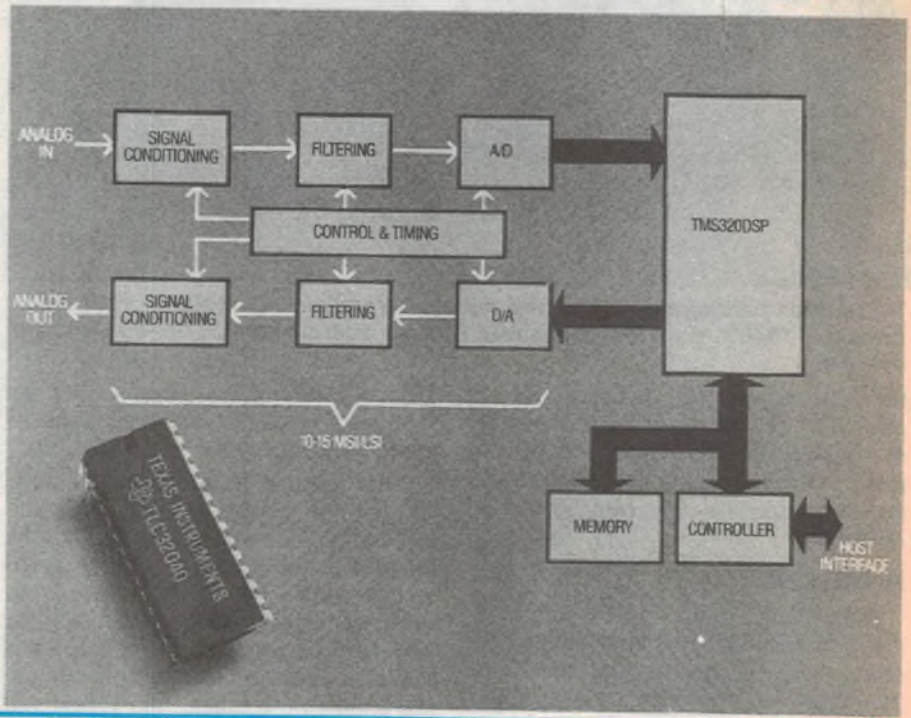 ANALOG
IN
SIGNAL
CONDITIONING
FILTERING
A/D
TMS320DSP
CONTROL & TIMING
ANALOG
OUT
SIGNAL
CONDITIONING
FILTERING
D/A
10-15 MSI/LSI
TEXAS INSTRUMENTS
TLC32040
MEMORY
CONTROLLER
HOST
INTERFACE